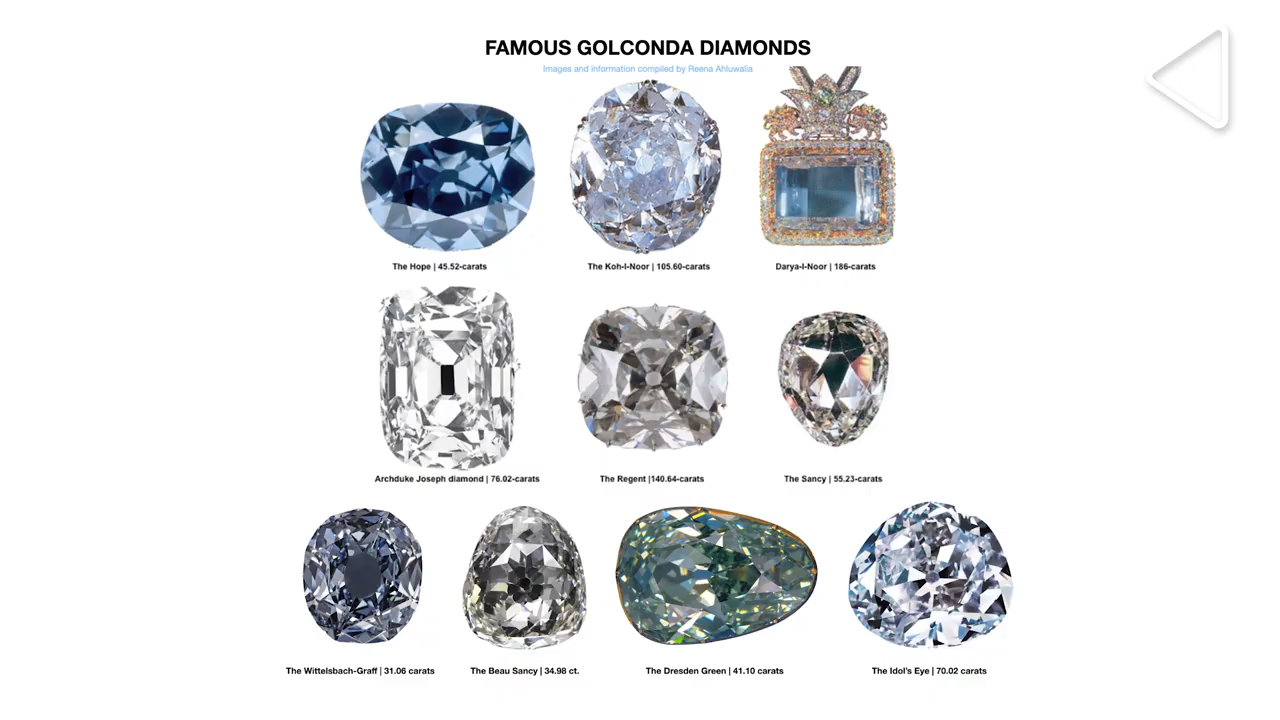 FAMOUS GOLCONDA DIAMONDS
Images and information compiled by Reena Ahluwalia
The Hope | 45.52-carats
The Koh-I-Noor | 105.60-carats
Darya-I-Noor | 186-carats
Archduke Joseph diamond | 76.02-carats
The Regent |140.64-carats
The Sancy | 55.23-carats
The Wittelsbach-Graff | 31.06 carats
The Beau Sancy | 34.98 ct.
The Dresden Green | 41.10 carats
The Idol's Eye | 70.02 carats